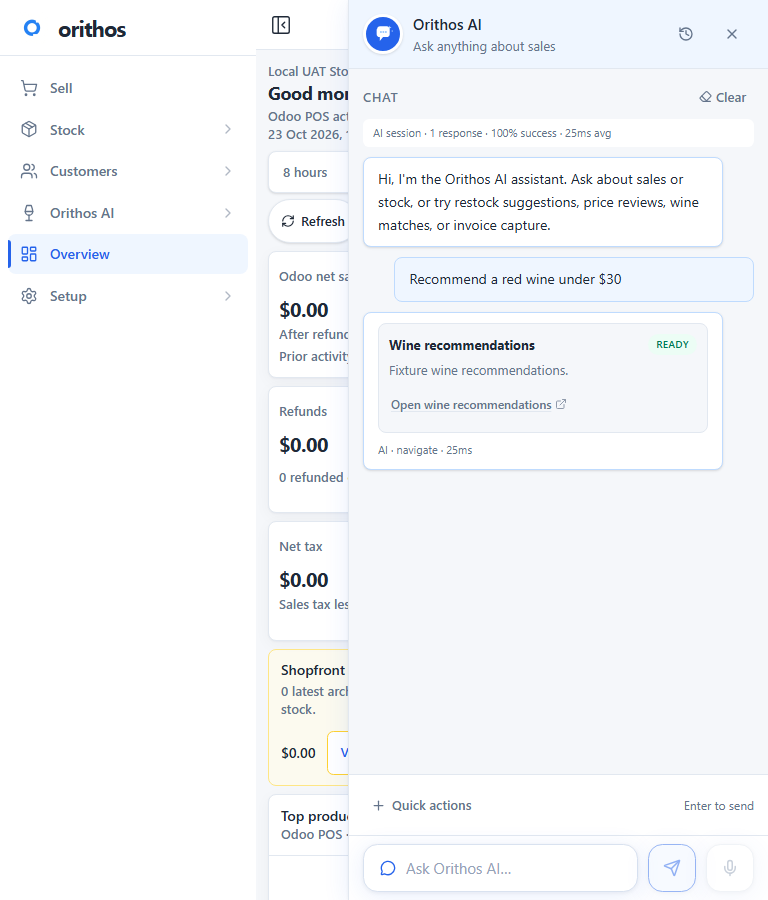 orithos
Sell
Stock
Customers
Orithos AI
Overview
Setup
Local UAT Sto
Good mor
Odoo POS act
23 Oct 2026,
8 hours
Refresh
Odoo net sa
$0.00
After refund
Prior activity
Refunds
$0.00
0 refunded
Net tax
$0.00
Sales tax les
Shopfront
0 latest arch
stock.
$0.00
V
Top produ
Odoo POS ·
Orithos AI
Ask anything about sales
CHAT
Clear
AI session · 1 response · 100% success · 25ms avg
Hi, I'm the Orithos AI assistant. Ask about sales or
stock, or try restock suggestions, price reviews, wine
matches, or invoice capture.
Recommend a red wine under $30
Wine recommendations
READY
Fixture wine recommendations.
Open wine recommendations
AI · navigate · 25ms
Quick actions
Enter to send
Ask Orithos AI...